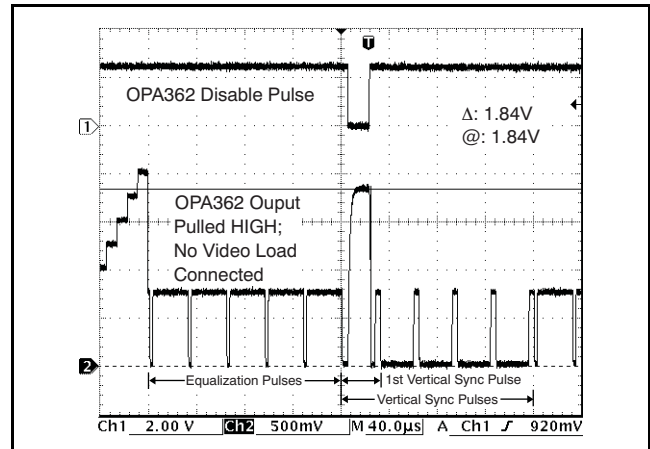 T
OPA362 Disable Pulse
Δ: 1.84V
@: 1.84V
1
OPA362 Ouput
Pulled HIGH;
No Video Load
Connected
2
Equalization Pulses
1st Vertical Sync Pulse
Vertical Sync Pulses
Ch1 2.00 V Ch2 500mV M 40.0µs A Ch1 920mV